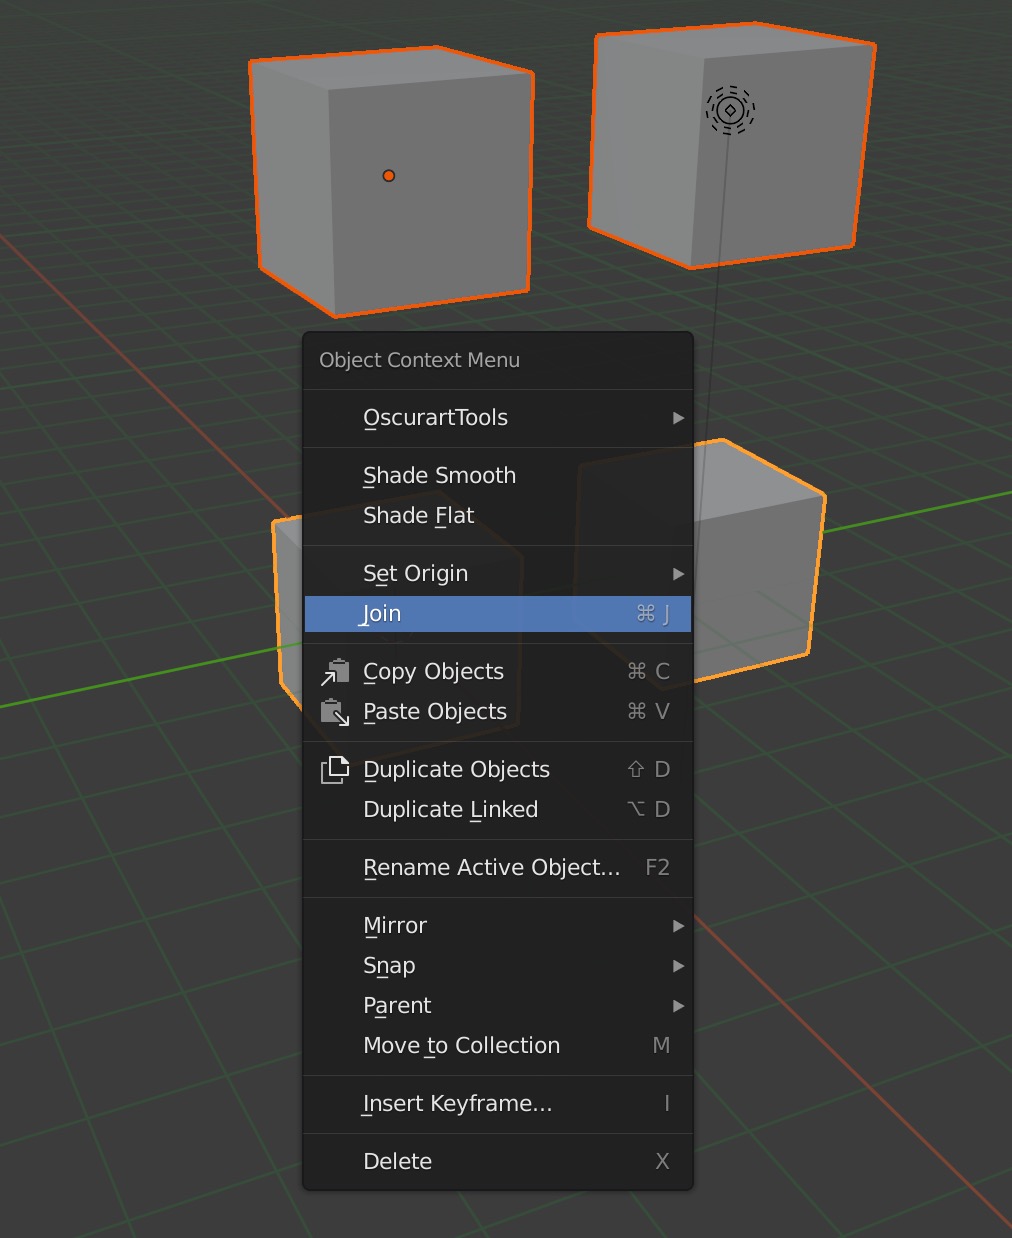 Object Context Menu
OscurartTools
Shade Smooth
Shade Flat
Set Origin
Join ⌘ J
Copy Objects ⌘ C
Paste Objects ⌘ V
Duplicate Objects ⇧ D
Duplicate Linked ⌥ D
Rename Active Object... F2
Mirror
Snap
Parent
Move to Collection M
Insert Keyframe... I
Delete X